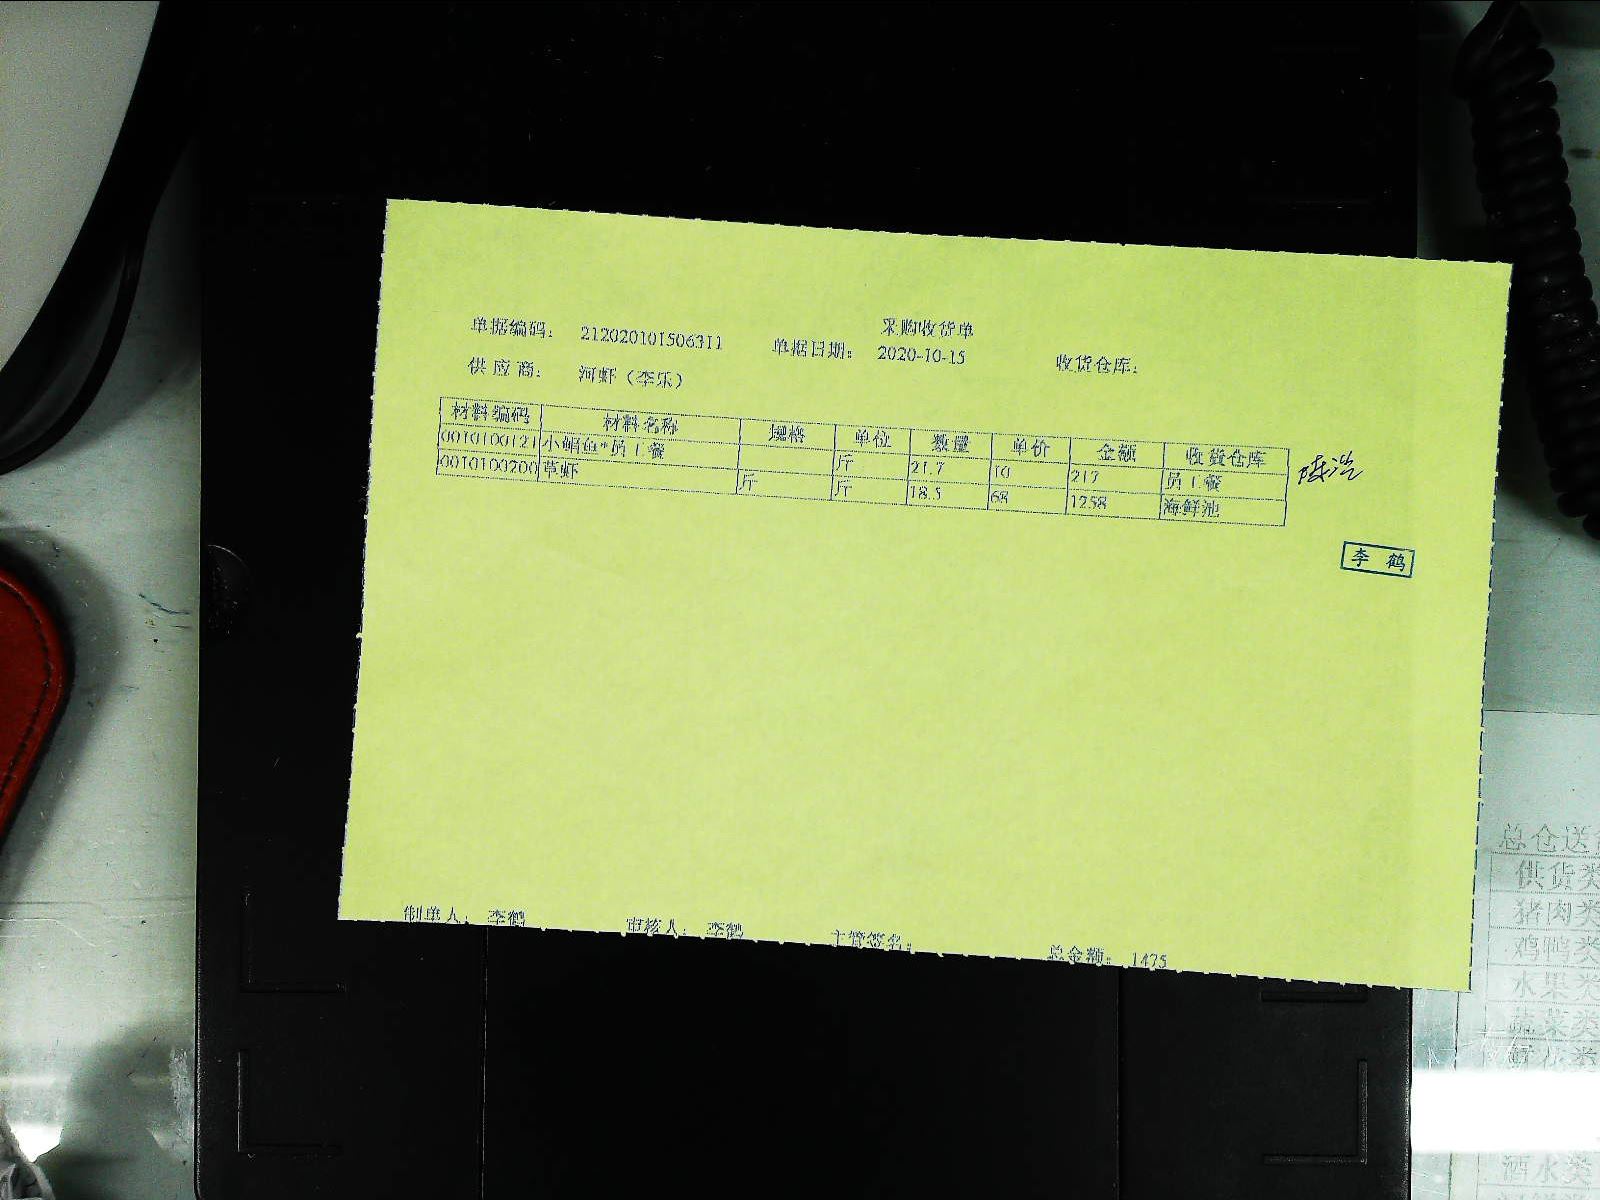 采购收货单
单据编码： 212020101506311 单据日期： 2020-10-15 收货仓库：
供 应 商： 河虾（李乐）
材料编码 材料名称 规格 单位 数量 单价 金额 收货仓库
0010100121 小鲳鱼*员工餐 斤 21.7 10 217 员工餐
0010100200 草虾 斤 斤 18.5 68 1258 海鲜池
李 鹤
制单人： 李鹤 审核人： 李鹤 主管签名： 总金额： 1475
总仓送
供货类
猪肉类
鸡鸭类
水果类
蔬菜类
酒水类